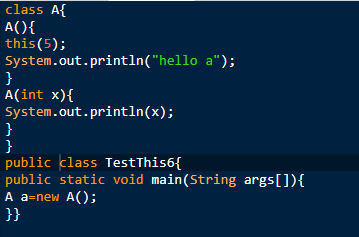 class A{
A(){
this(5);
System.out.println("hello a");
}
A(int x){
System.out.println(x);
}
}
public class TestThis6{
public static void main(String args[]){
A a=new A();
}}